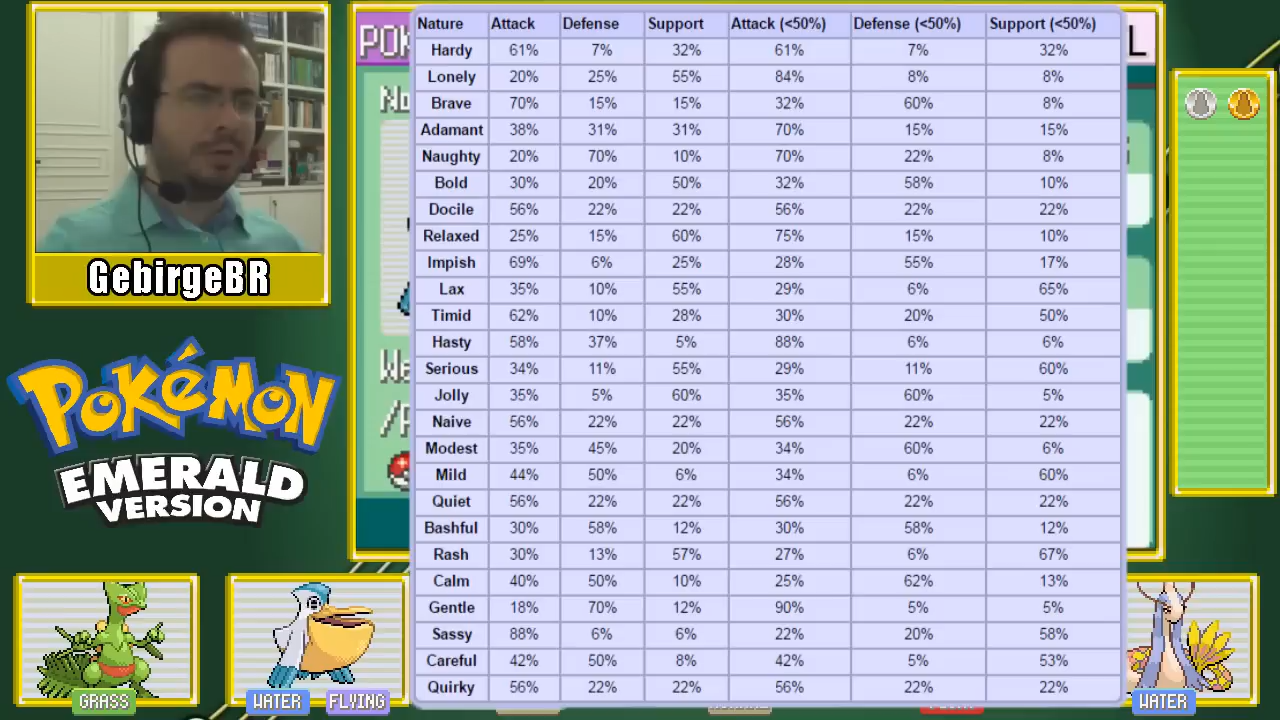 GebirgeBR
POKéMON
EMERALD
VERSION
GRASS
WATER FLYING
WATER
Nature Attack Defense Support Attack (<50%) Defense (<50%) Support (<50%)
Hardy 61% 7% 32% 61% 7% 32%
Lonely 20% 25% 55% 84% 8% 8%
Brave 70% 15% 15% 32% 60% 8%
Adamant 38% 31% 31% 70% 15% 15%
Naughty 20% 70% 10% 70% 22% 8%
Bold 30% 20% 50% 32% 58% 10%
Docile 56% 22% 22% 56% 22% 22%
Relaxed 25% 15% 60% 75% 15% 10%
Impish 69% 6% 25% 28% 55% 17%
Lax 35% 10% 55% 29% 6% 65%
Timid 62% 10% 28% 30% 20% 50%
Hasty 58% 37% 5% 88% 6% 6%
Serious 34% 11% 55% 29% 11% 60%
Jolly 35% 5% 60% 35% 60% 5%
Naive 56% 22% 22% 56% 22% 22%
Modest 35% 45% 20% 34% 60% 6%
Mild 44% 50% 6% 34% 6% 60%
Quiet 56% 22% 22% 56% 22% 22%
Bashful 30% 58% 12% 30% 58% 12%
Rash 30% 13% 57% 27% 6% 67%
Calm 40% 50% 10% 25% 62% 13%
Gentle 18% 70% 12% 90% 5% 5%
Sassy 88% 6% 6% 22% 20% 58%
Careful 42% 50% 8% 42% 5% 53%
Quirky 56% 22% 22% 56% 22% 22%